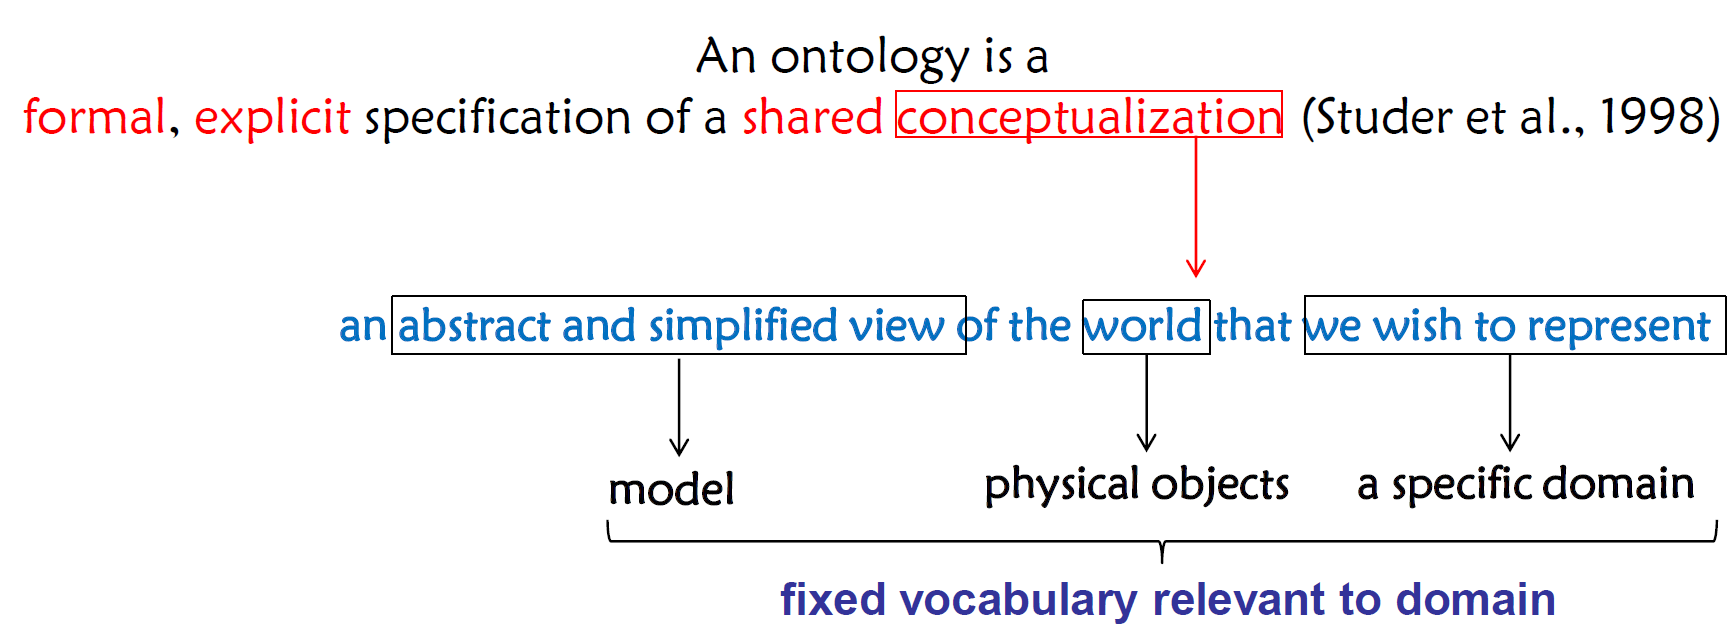 An ontology is a
formal, explicit specification of a shared conceptualization (Studer et al., 1998)
an abstract and simplified view of the world that we wish to represent
model physical objects a specific domain
fixed vocabulary relevant to domain